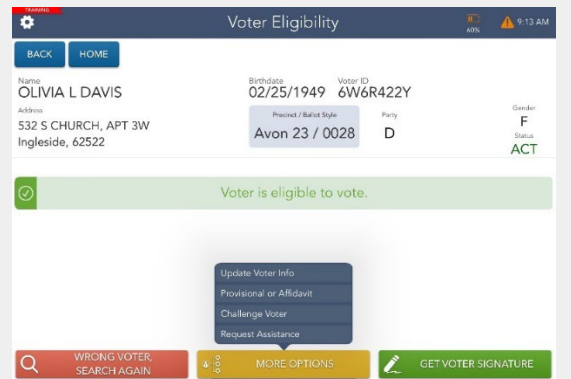 TRAINING
Voter Eligibility
60%
9:13 AM
BACK HOME
Name Birthdate Voter ID
OLIVIA L DAVIS 02/25/1949 6W6R422Y
Address Precinct / Ballot Style Party Gender
532 S CHURCH, APT 3W Avon 23 / 0028 D F
Ingleside, 62522 Status
ACT
Voter is eligible to vote.
Update Voter Info
Provisional or Affidavit
Challenge Voter
Request Assistance
WRONG VOTER, SEARCH AGAIN
MORE OPTIONS
GET VOTER SIGNATURE